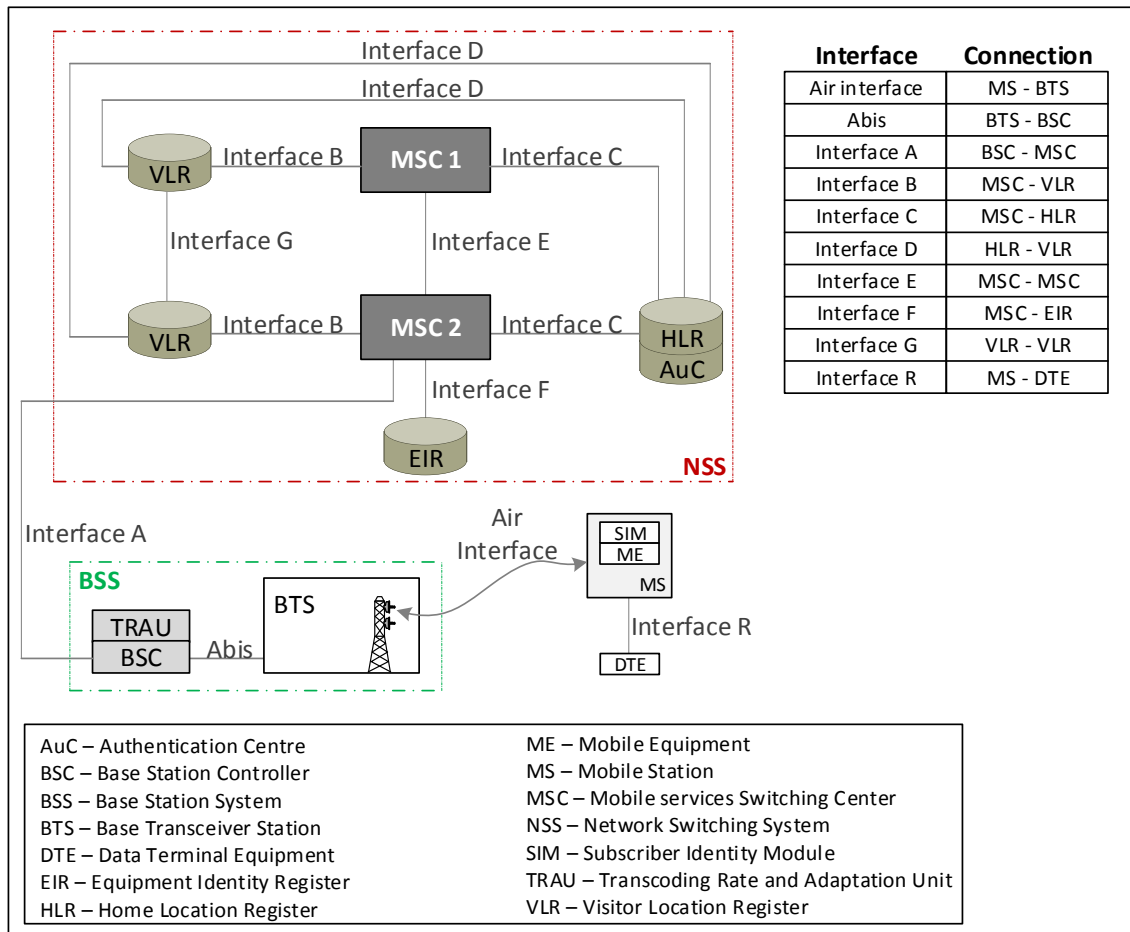 Interface D
Interface D
Interface B
MSC 1
Interface C
VLR
Interface G
Interface E
Interface B
MSC 2
Interface C
VLR
HLR
AuC
Interface F
EIR
NSS
Interface Connection
Air interface MS - BTS
Abis BTS - BSC
Interface A BSC - MSC
Interface B MSC - VLR
Interface C MSC - HLR
Interface D HLR - VLR
Interface E MSC - MSC
Interface F MSC - EIR
Interface G VLR - VLR
Interface R MS - DTE
Interface A
Air
Interface
SIM
ME
MS
BSS
BTS
TRAU
BSC
Abis
Interface R
DTE
AuC – Authentication Centre
BSC – Base Station Controller
BSS – Base Station System
BTS – Base Transceiver Station
DTE – Data Terminal Equipment
EIR – Equipment Identity Register
HLR – Home Location Register
ME – Mobile Equipment
MS – Mobile Station
MSC – Mobile services Switching Center
NSS – Network Switching System
SIM – Subscriber Identity Module
TRAU – Transcoding Rate and Adaptation Unit
VLR – Visitor Location Register